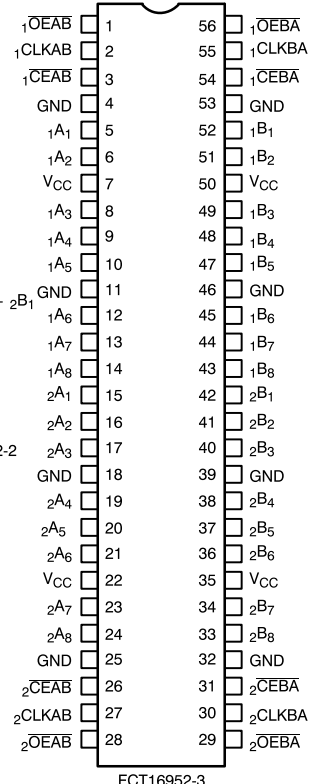 1OEAB 1 56 1OEBA
1CLKAB 2 55 1CLKBA
1CEAB 3 54 1CEBA
GND 4 53 GND
1A1 5 52 1B1
1A2 6 51 1B2
VCC 7 50 VCC
1A3 8 49 1B3
1A4 9 48 1B4
1A5 10 47 1B5
2B1 GND 11 46 GND
1A6 12 45 1B6
1A7 13 44 1B7
1A8 14 43 1B8
2A1 15 42 2B1
2A2 16 41 2B2
2-2 2A3 17 40 2B3
GND 18 39 GND
2A4 19 38 2B4
2A5 20 37 2B5
2A6 21 36 2B6
VCC 22 35 VCC
2A7 23 34 2B7
2A8 24 33 2B8
GND 25 32 GND
2CEAB 26 31 2CEBA
2CLKAB 27 30 2CLKBA
2OEAB 28 29 2OEBA
FCT16952-3